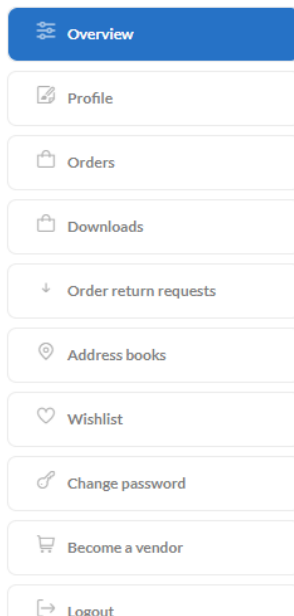 Overview
Profile
Orders
Downloads
Order return requests
Address books
Wishlist
Change password
Become a vendor
Logout